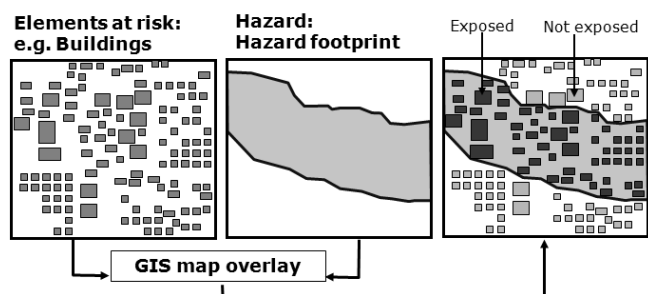 Elements at risk:
e.g. Buildings
Hazard:
Hazard footprint
Exposed
Not exposed
GIS map overlay